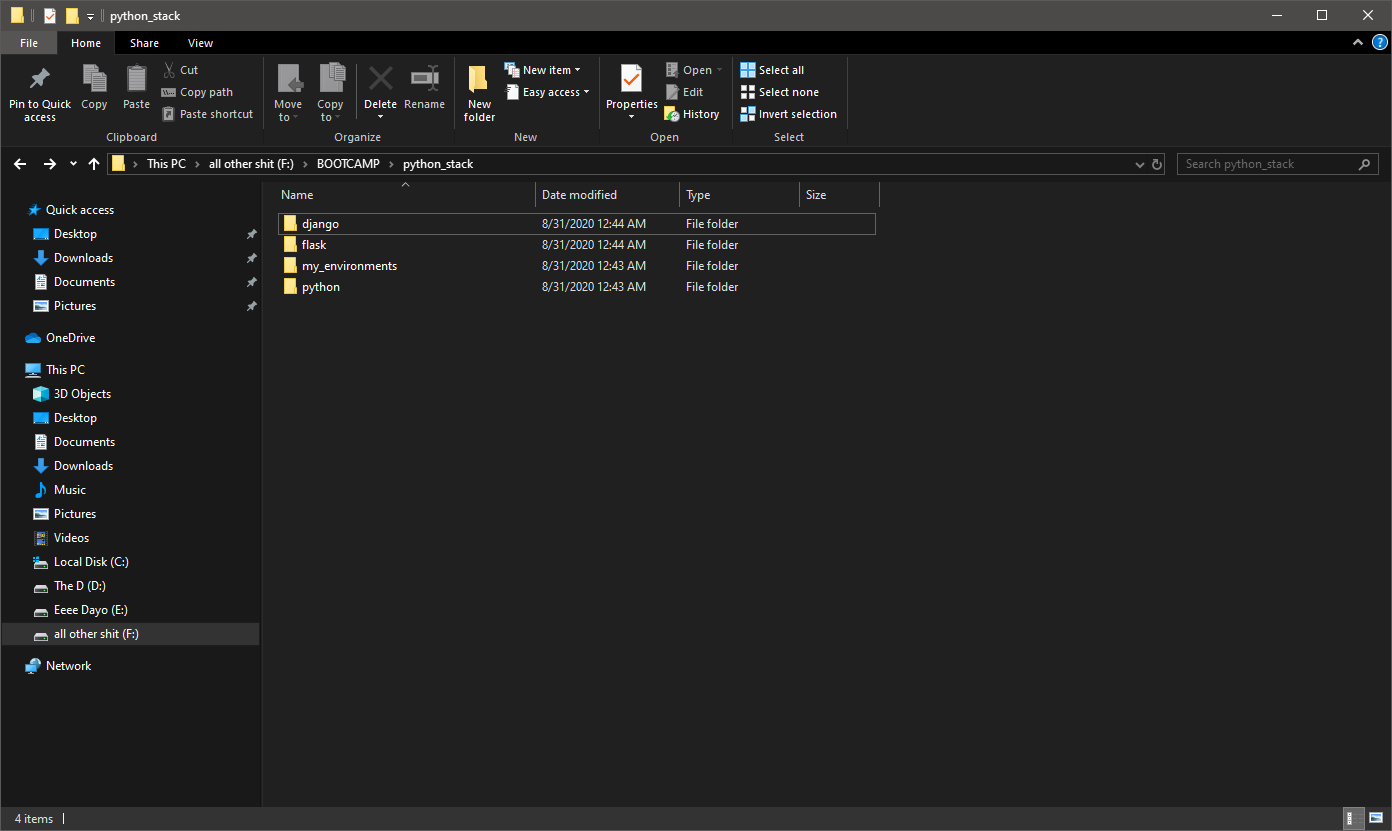 python_stack
File Home Share View
Pin to Quick access
Copy
Paste
Cut
Copy path
Paste shortcut
Clipboard
Move to
Copy to
Delete
Rename
Organize
New folder
New item
Easy access
New
Properties
Open
Edit
History
Open
Select all
Select none
Invert selection
Select
This PC › all other shit (F:) › BOOTCAMP › python_stack
Search python_stack
Quick access
Desktop
Downloads
Documents
Pictures
OneDrive
This PC
3D Objects
Desktop
Documents
Downloads
Music
Pictures
Videos
Local Disk (C:)
The D (D:)
Eeee Dayo (E:)
all other shit (F:)
Network
Name Date modified Type Size
django 8/31/2020 12:44 AM File folder
flask 8/31/2020 12:44 AM File folder
my_environments 8/31/2020 12:43 AM File folder
python 8/31/2020 12:43 AM File folder
4 items